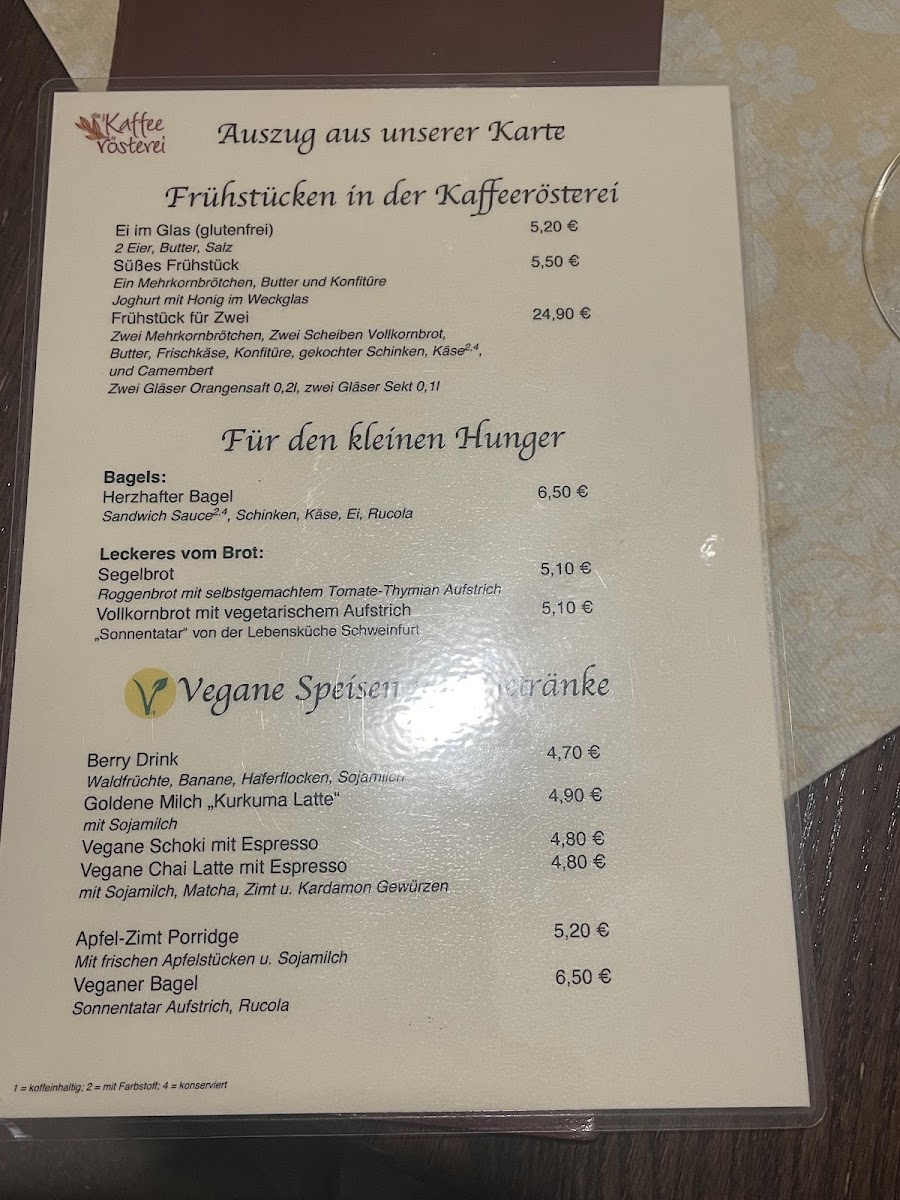 Kaffee
rösterei
Auszug aus unserer Karte
Frühstücken in der Kaffeerösterei
Ei im Glas (glutenfrei) 5,20 €
2 Eier, Butter, Salz
Süßes Frühstück 5,50 €
Ein Mehrkornbrötchen, Butter und Konfitüre
Joghurt mit Honig im Weckglas
Frühstück für Zwei 24,90 €
Zwei Mehrkornbrötchen, Zwei Scheiben Vollkornbrot,
Butter, Frischkäse, Konfitüre, gekochter Schinken, Käse2,4,
und Camembert
Zwei Gläser Orangensaft 0,2l, zwei Gläser Sekt 0,1l
Für den kleinen Hunger
Bagels:
Herzhafter Bagel 6,50 €
Sandwich Sauce2,4, Schinken, Käse, Ei, Rucola
Leckeres vom Brot:
Segelbrot 5,10 €
Roggenbrot mit selbstgemachtem Tomate-Thymian Aufstrich
Vollkornbrot mit vegetarischem Aufstrich 5,10 €
„Sonnentatar“ von der Lebensküche Schweinfurt
V Vegane Speisen
Berry Drink 4,70 €
Waldfrüchte, Banane, Haferflocken, Sojamilch
Goldene Milch „Kurkuma Latte“ 4,90 €
mit Sojamilch
Vegane Schoki mit Espresso 4,80 €
Vegane Chai Latte mit Espresso 4,80 €
mit Sojamilch, Matcha, Zimt u. Kardamon Gewürzen
Apfel-Zimt Porridge 5,20 €
Mit frischen Apfelstücken u. Sojamilch
Veganer Bagel 6,50 €
Sonnentatar Aufstrich, Rucola
1 = koffeinhaltig; 2 = mit Farbstoff; 4 = konserviert